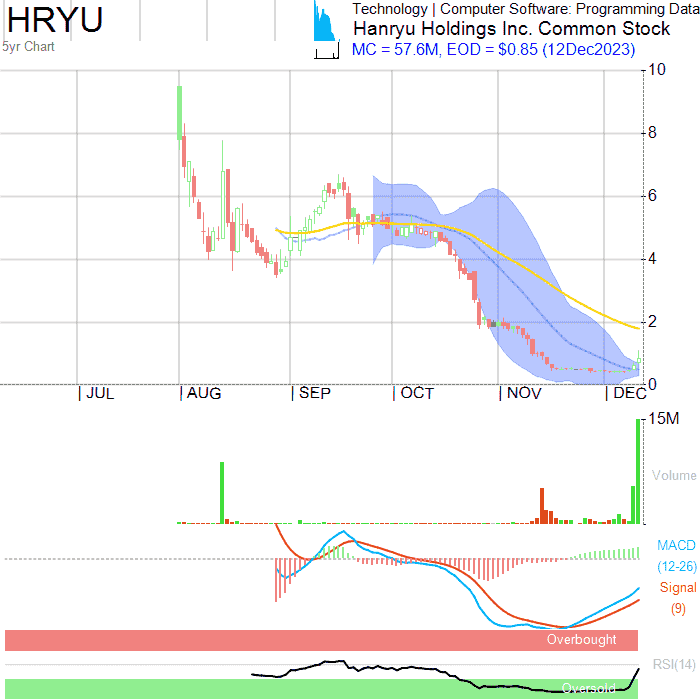 HRYU
5yr Chart
Technology | Computer Software: Programming Data
Hanryu Holdings Inc. Common Stock
MC = 57.6M, EOD = $0.85 (12Dec2023)
10
8
6
4
2
0
JUL
AUG
SEP
OCT
NOV
DEC
15M
Volume
MACD
(12-26)
Signal
(9)
Overbought
RSI(14)
Oversold